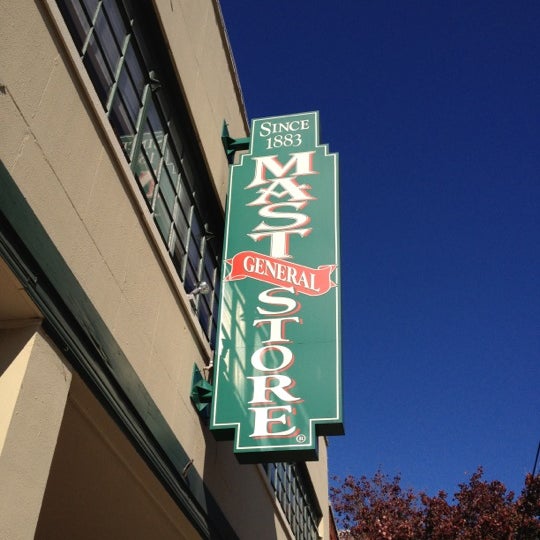 SINCE
1883
MAST
GENERAL
STORE
®